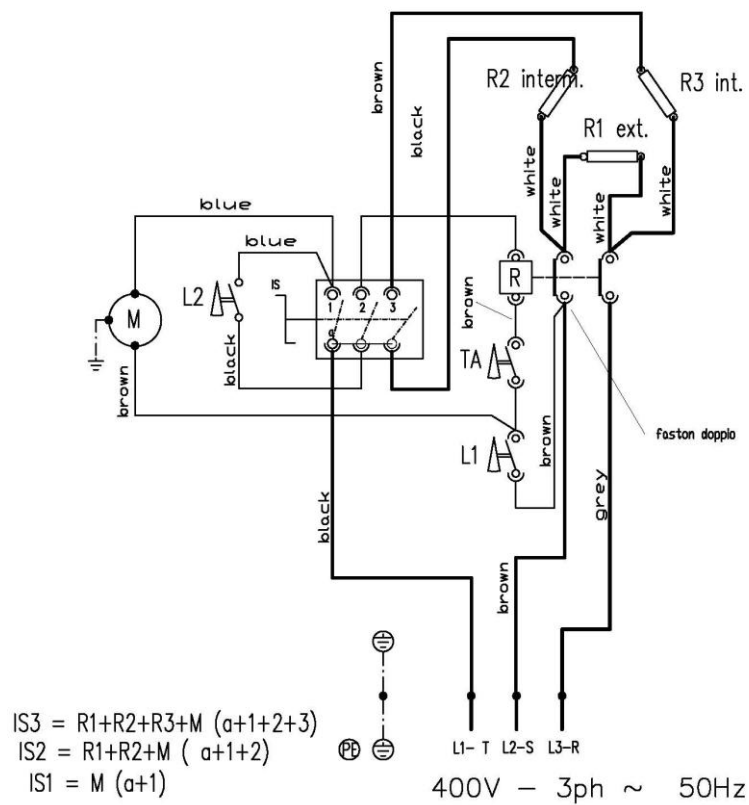 R2 interm.
R3 int.
R1 ext.
brown
black
white
white
white
white
blue
blue
L2
IS
1 2 3
a
M
R
brown
TA
black
brown
L1
brown
faston dopplo
black
grey
brown
IS3 = R1+R2+R3+M (a+1+2+3)
IS2 = R1+R2+M ( a+1+2)
IS1 = M (a+1)
PE
L1- T L2-S L3-R
400V - 3ph ~ 50Hz